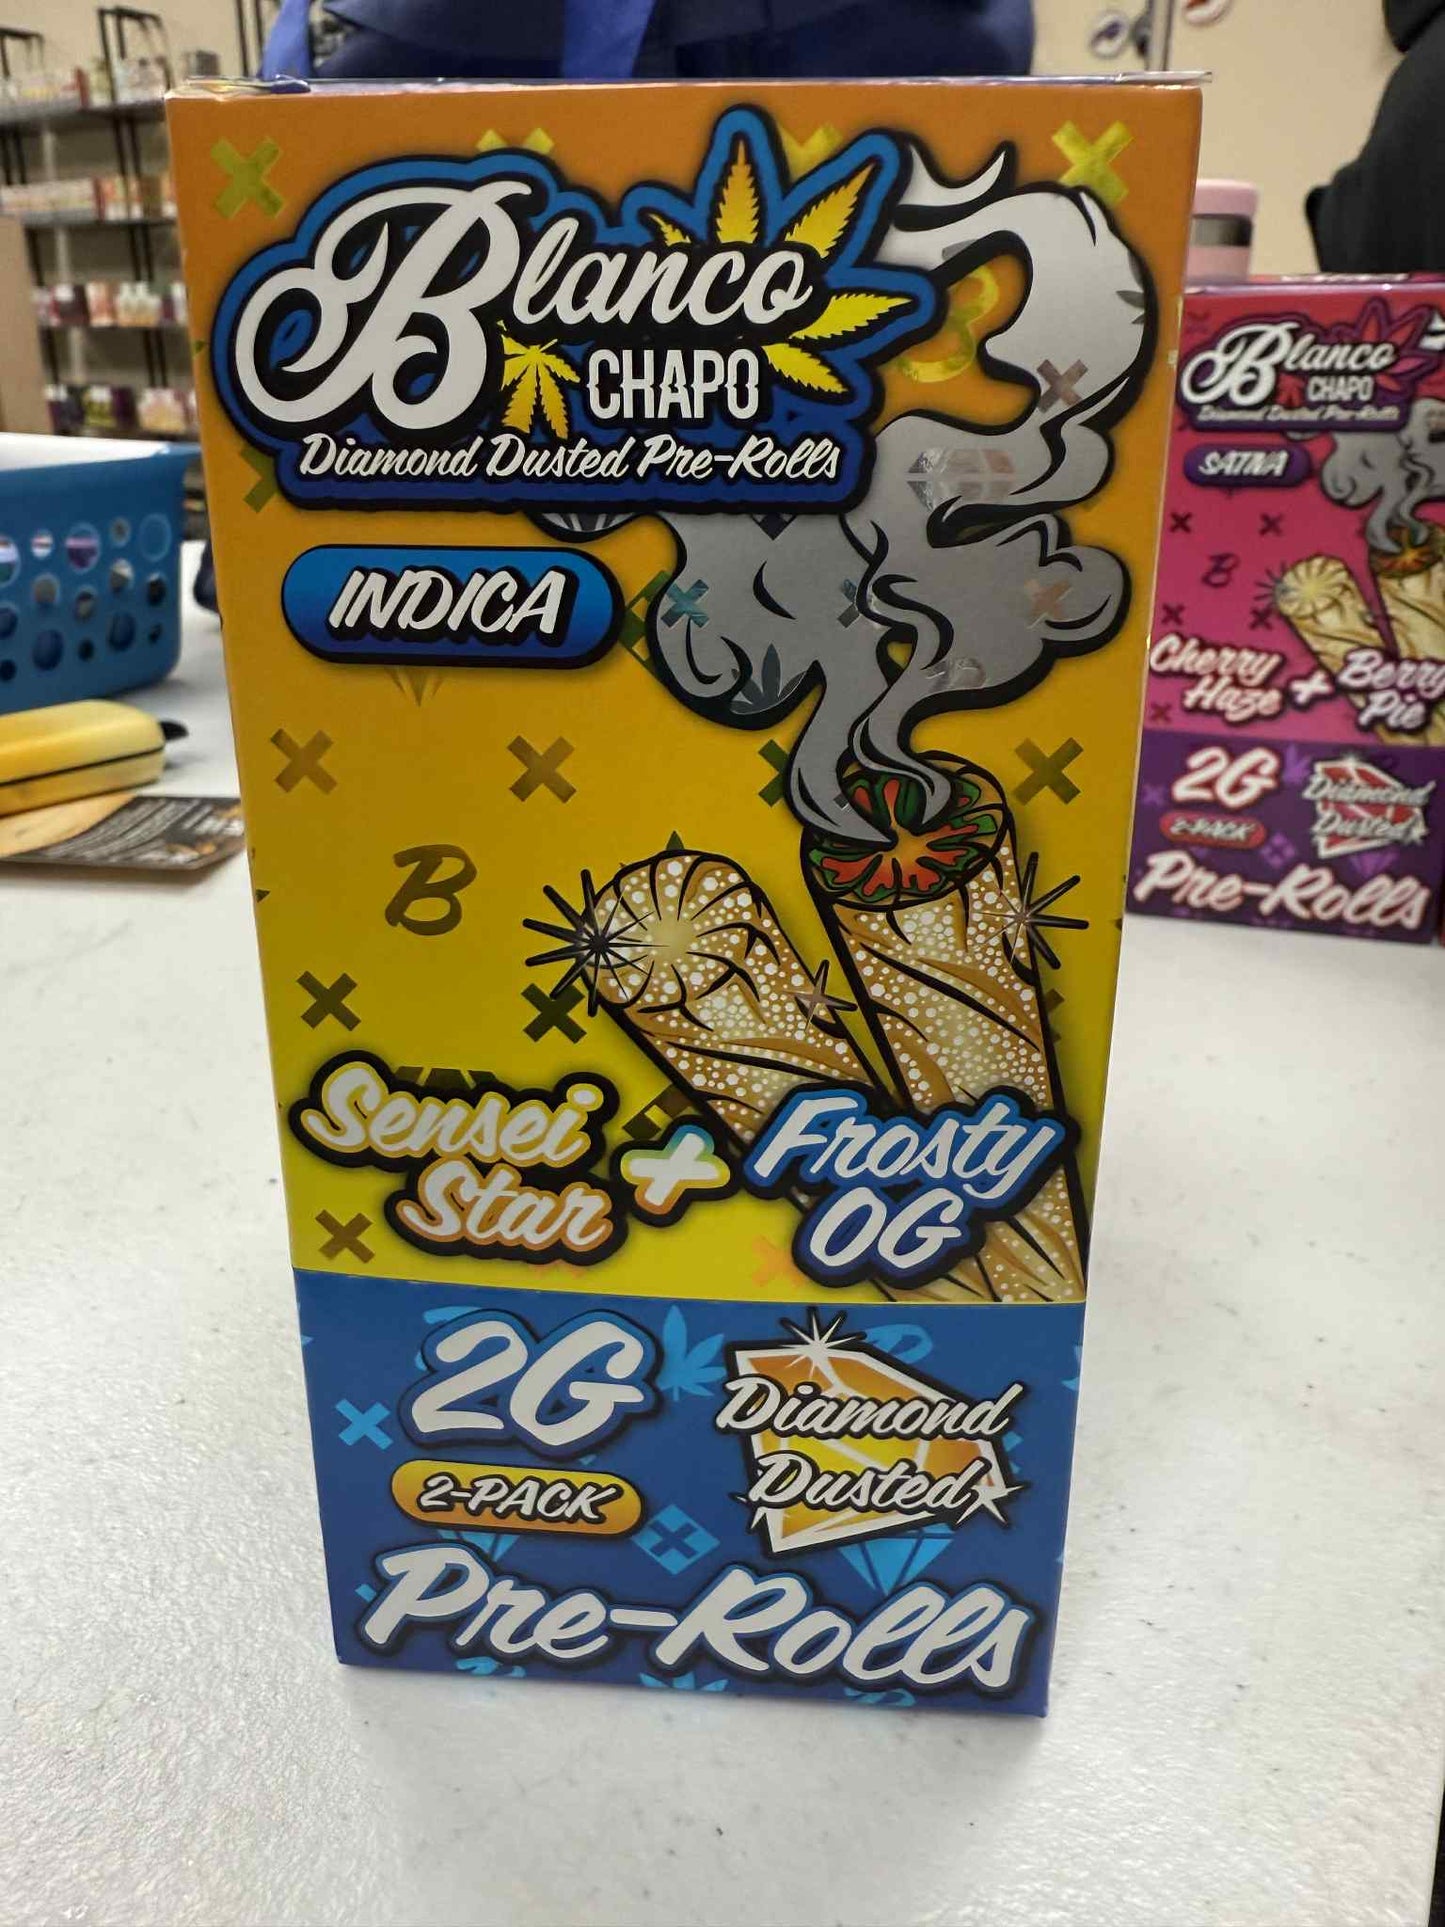 Blanco
CHAPO
Diamond Dusted Pre-Rolls
INDICA
B
Sensei
Star
+
Frosty
OG
2G
2-PACK
Diamond
Dusted
Pre-Rolls
Blanco
CHAPO
Diamond Dusted Pre-Rolls
SATIVA
B
Cherry
Haze
+
Berry
Pie
2G
2-PACK
Diamond
Dusted
Pre-Rolls